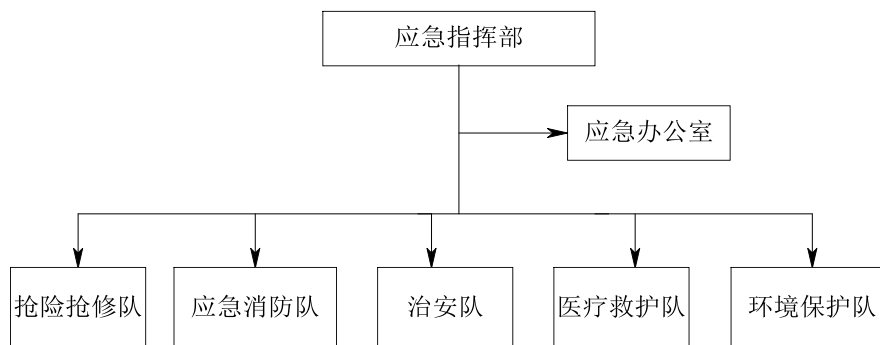 应急指挥部
应急办公室
抢险抢修队
应急消防队
治安队
医疗救护队
环境保护队